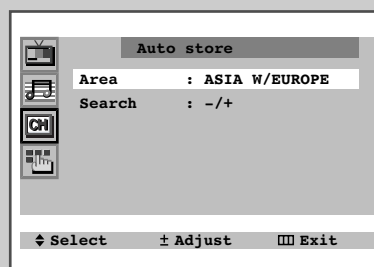 Auto store
Area : ASIA W/EUROPE
CH
Search : -/+
Select ± Adjust Exit